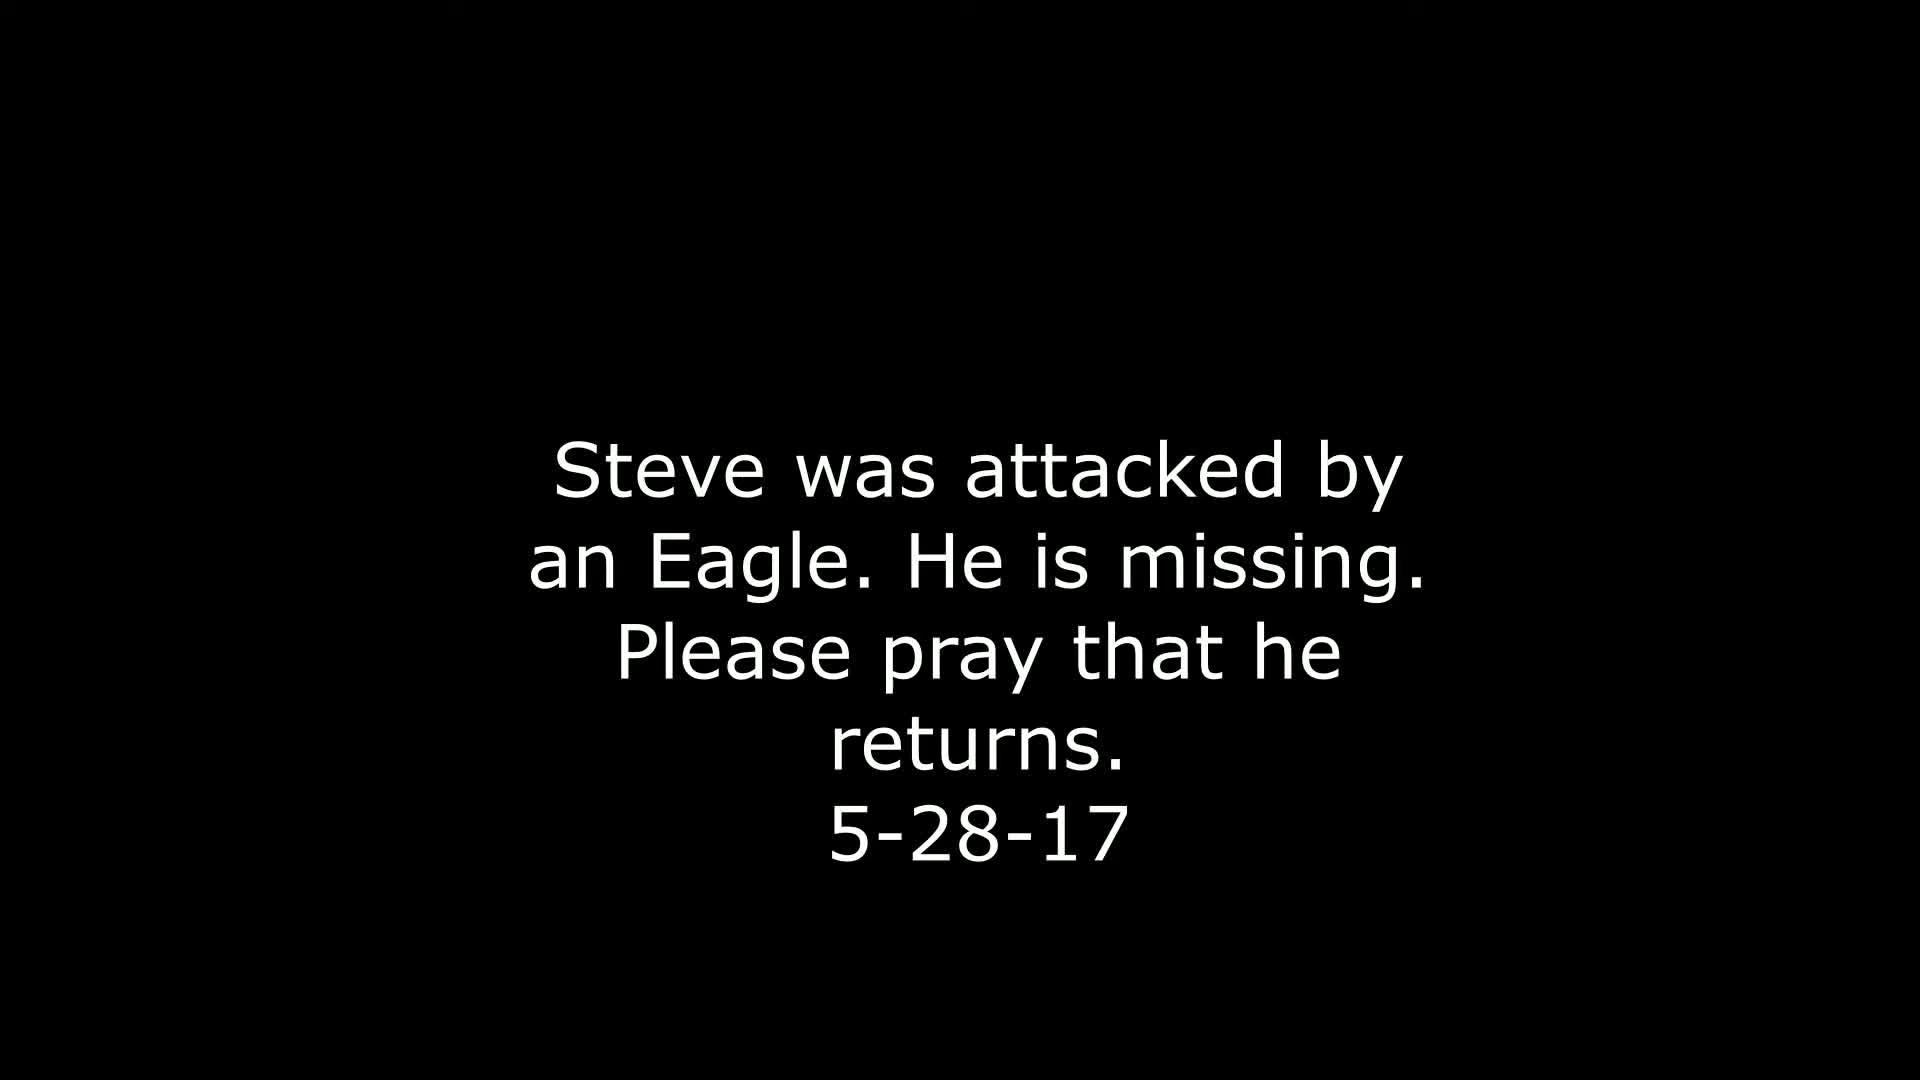 Steve was attacked by
an Eagle. He is missing.
Please pray that he
returns.
5-28-17